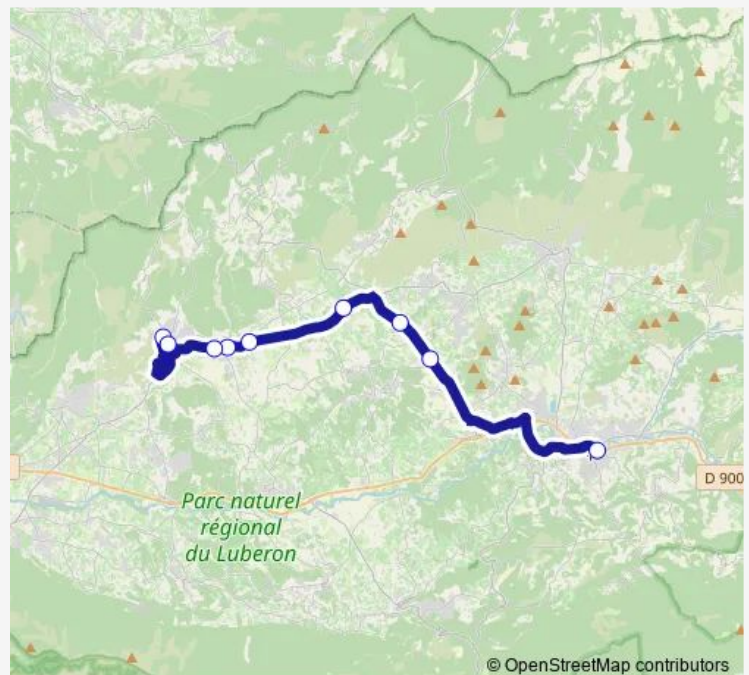 D 900
Parc naturel
régional
du Luberon
© OpenStreetMap contributors